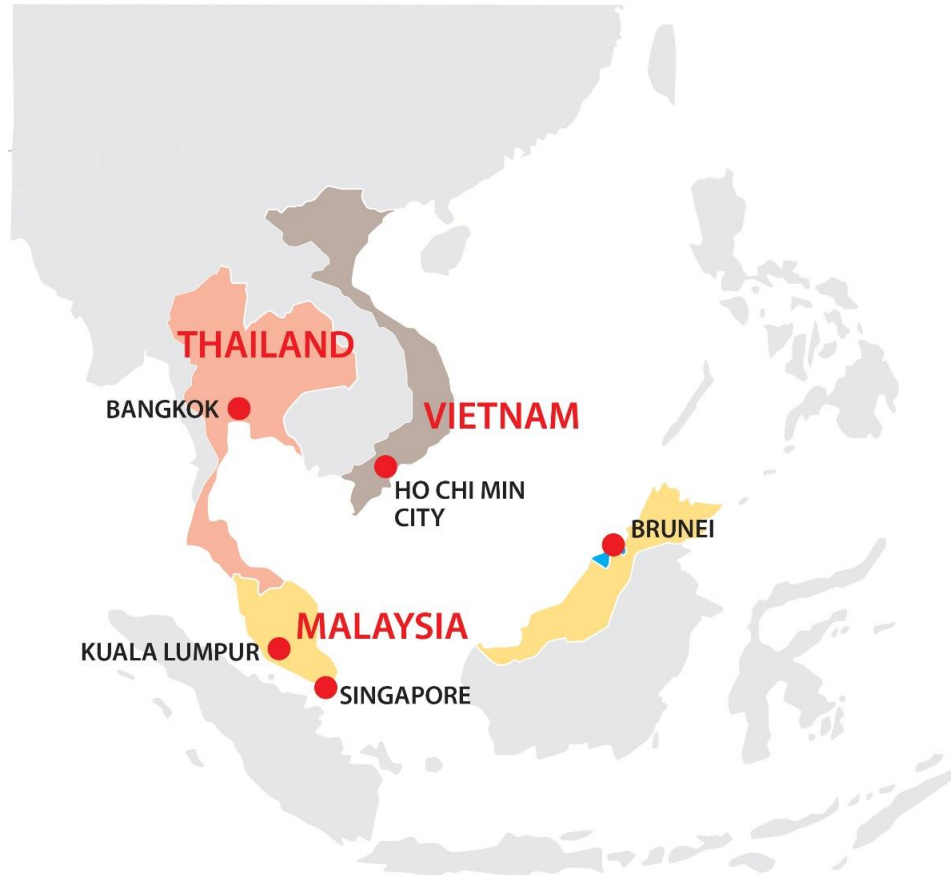 THAILAND
BANGKOK
VIETNAM
HO CHI MIN
CITY
BRUNEI
MALAYSIA
KUALA LUMPUR
SINGAPORE